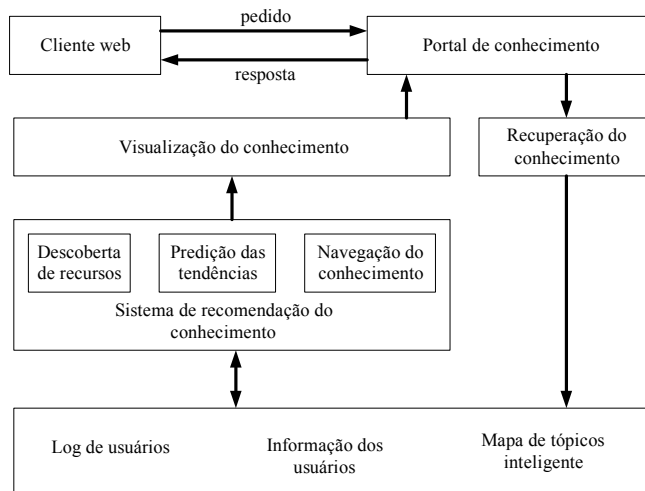 pedido
Cliente web
Portal de conhecimento
resposta
Visualização do conhecimento
Recuperação do
conhecimento
Descoberta
de recursos
Predição das
tendências
Navegação do
conhecimento
Sistema de recomendação do
conhecimento
Log de usuários
Informação dos
usuários
Mapa de tópicos
inteligente